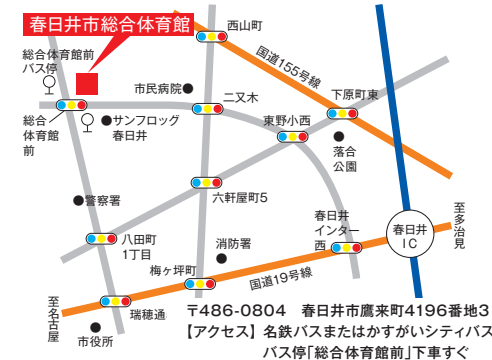 春日井市総合体育館
総合体育館前
バス停
西山町
国道155号線
市民病院
下原町東
二又木
東野小西
総合
体育館
前
サンフロッグ
春日井
落合
公園
警察署
六軒屋町5
至多治見
春日井
インター
西
春日井
IC
八田町
1丁目
消防署
梅ヶ坪町
国道19号線
至名古屋
瑞穂通
市役所
〒486-0804 春日井市鷹来町4196番地3
【アクセス】名鉄バスまたはかすがいシティバス
バス停「総合体育館前」下車すぐ